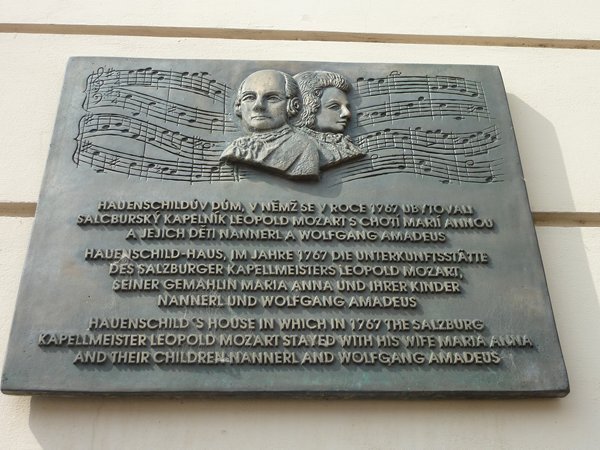 HAUENSCHILDŮV DŮM, V NĚMŽ SE V ROCE 1767 UBYTOVALI
SALCBURSKÝ KAPELNÍK LEOPOLD MOZART S CHOTÍ MARIÍ ANNOU
A JEJICH DĚTI NANNERL A WOLFGANG AMADEUS
HAUENSCHILD-HAUS, IM JAHRE 1767 DIE UNTERKUNFTSSTÄTTE
DES SALZBURGER KAPELLMEISTERS LEOPOLD MOZART,
SEINER GEMAHLIN MARIA ANNA UND IHRER KINDER
NANNERL UND WOLFGANG AMADEUS
HAUENSCHILD 'S HOUSE IN WHICH IN 1767 THE SALZBURG
KAPELLMEISTER LEOPOLD MOZART STAYED WITH HIS WIFE MARIA ANNA
AND THEIR CHILDREN NANNERL AND WOLFGANG AMADEUS